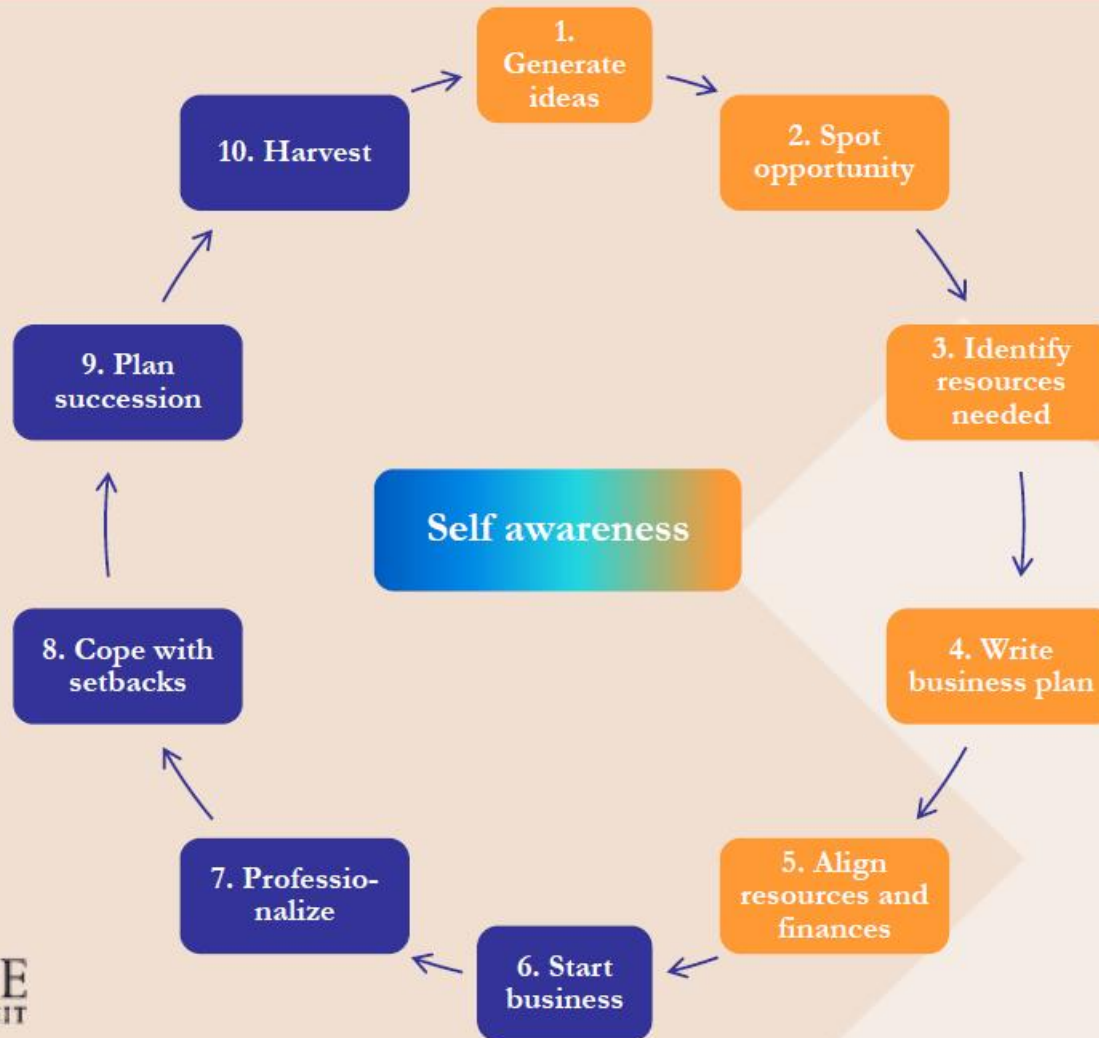 1.
Generate
ideas
2. Spot
opportunity
3. Identify
resources
needed
4. Write
business plan
5. Align
resources and
finances
6. Start
business
7. Professio-
nalize
8. Cope with
setbacks
9. Plan
succession
10. Harvest
Self awareness
E
IT